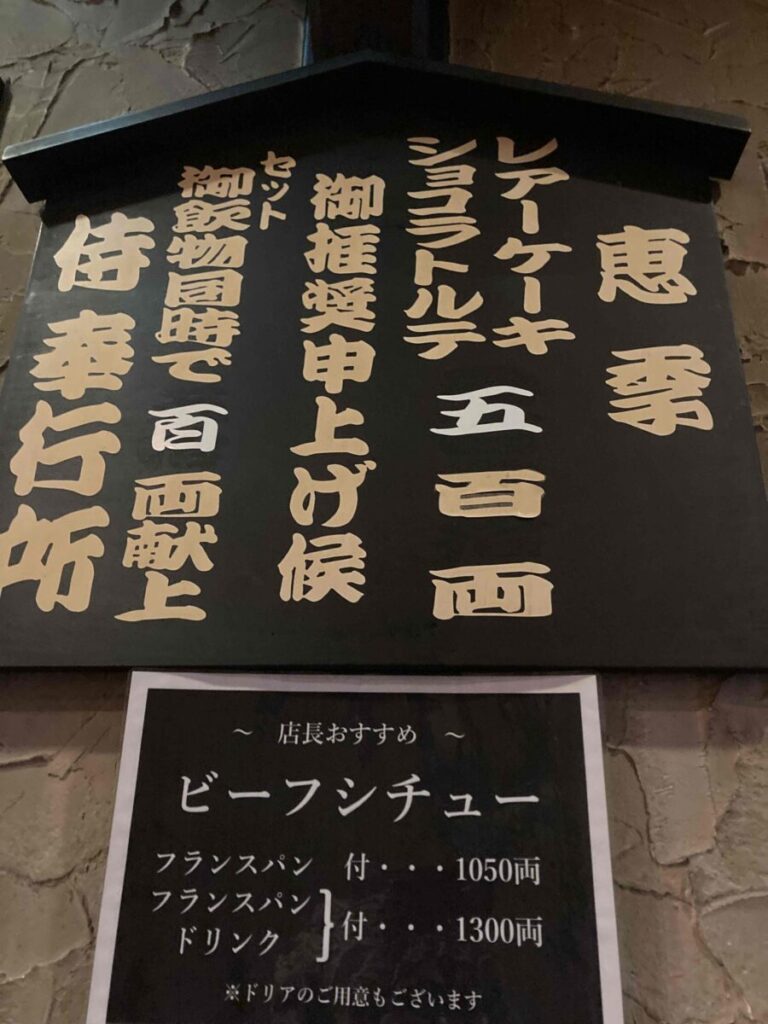 恵季
レアーケーキ
ショコラトルテ 五百両
御推奨申上げ候
セット
御飲物同時で百両献上
侍奉行所
～ 店長おすすめ ～
ビーフシチュー
フランスパン 付・・・1050両
フランスパン
ドリンク }付・・・1300両
※ドリアのご用意もございます